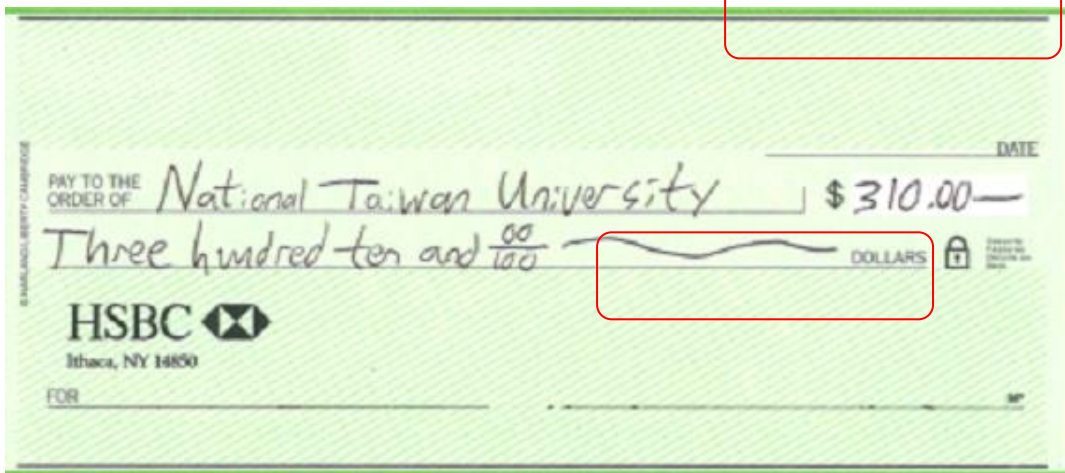 DATE
PAY TO THE ORDER OF National Taiwan University $ 310.00
Three hundred ten and 00/100 DOLLARS
HSBC
Ithaca, NY 14850
FOR
MP